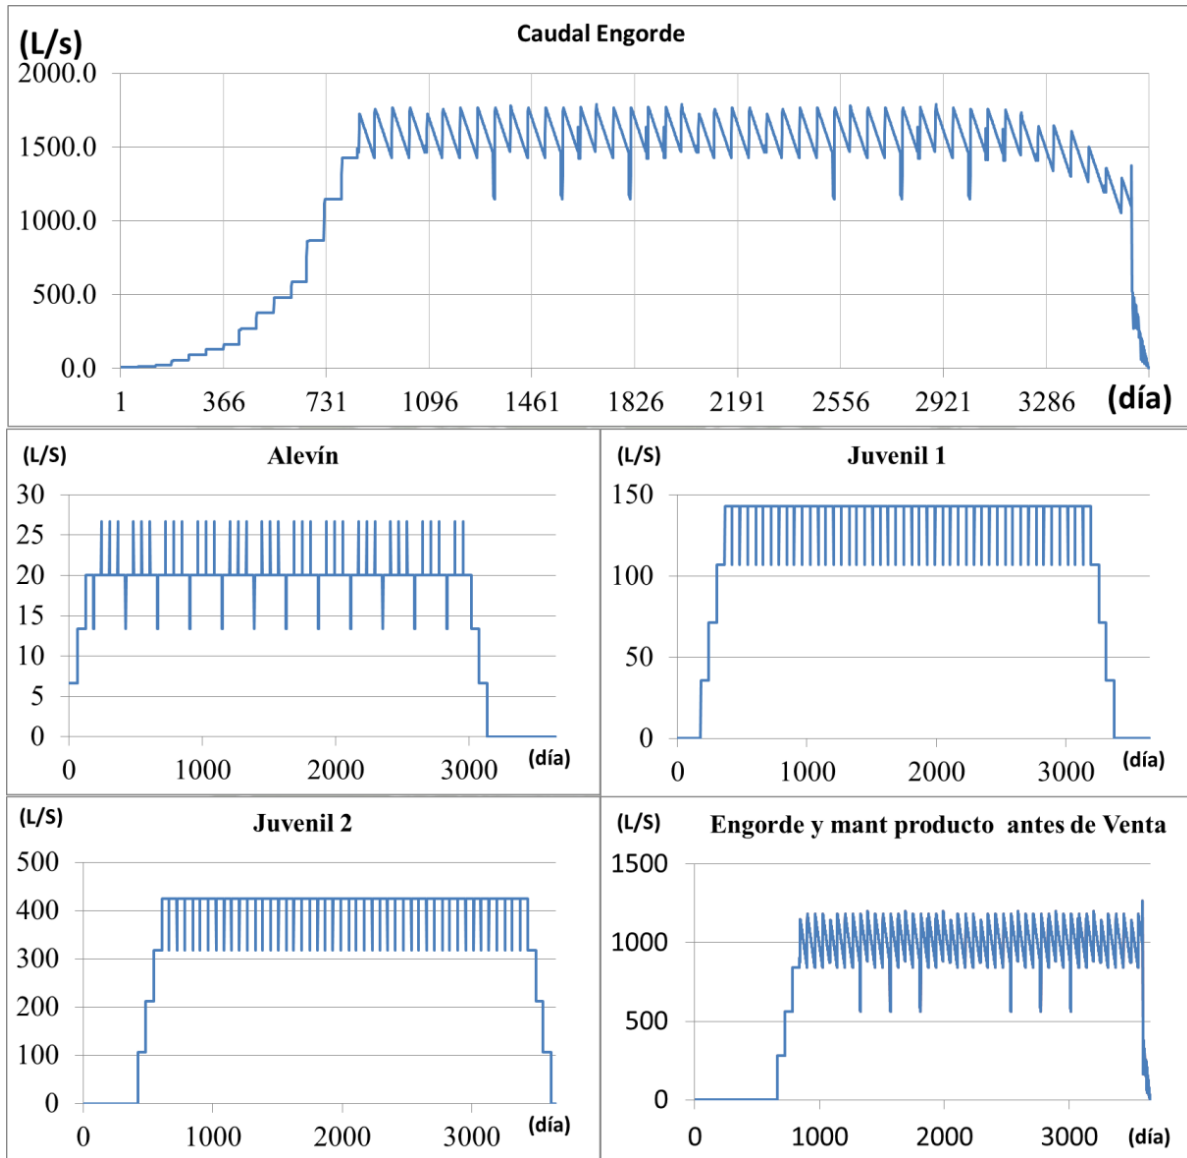 Caudal Engorde
(L/s)
2000.0
1500.0
1000.0
500.0
0.0
1 366 731 1096 1461 1826 2191 2556 2921 3286 (día)
(L/S) Alevín
30
25
20
15
10
5
0
0 1000 2000 3000 (día)
(L/S) Juvenil 1
150
100
50
0
0 1000 2000 3000 (día)
(L/S) Juvenil 2
500
400
300
200
100
0
0 1000 2000 3000 (día)
(L/S) Engorde y mant producto antes de Venta
1500
1000
500
0
0 1000 2000 3000 (día)